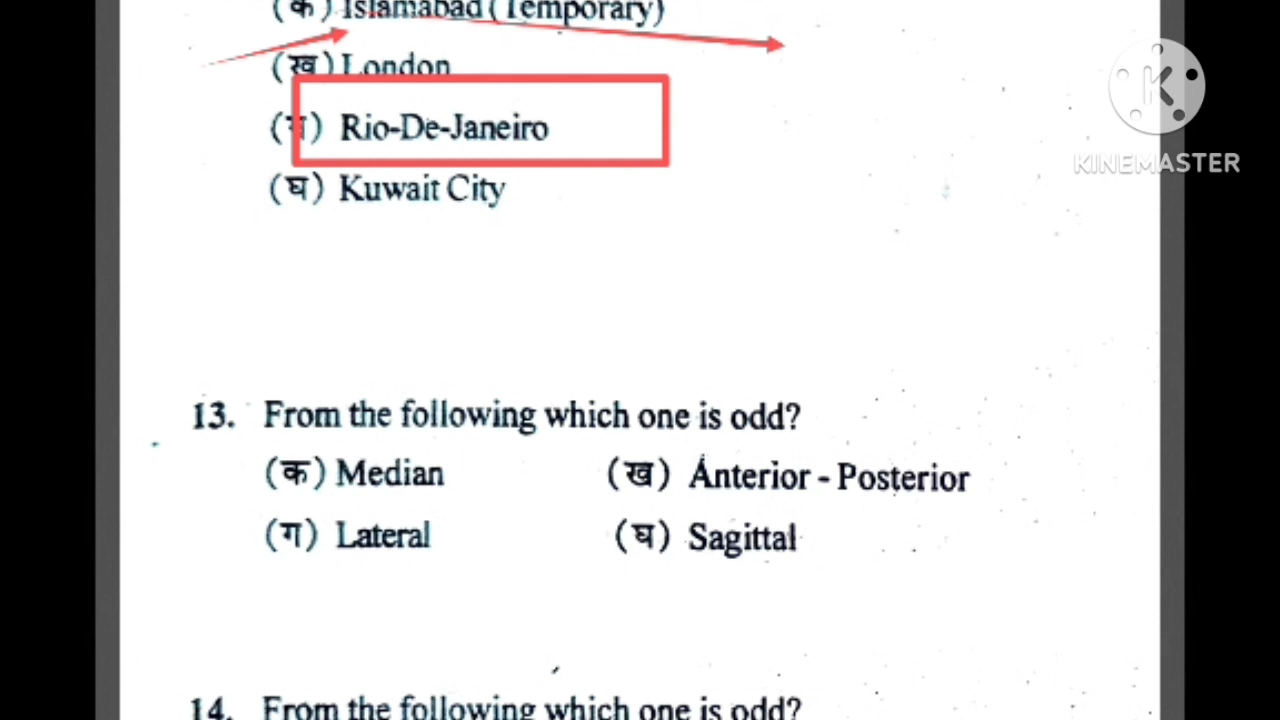 (क) Islamabad (Temporary)
(ख) London
(ग) Rio-De-Janeiro
(घ) Kuwait City
KINEMASTER
13. From the following which one is odd?
(क) Median (ख) Anterior - Posterior
(ग) Lateral (घ) Sagittal
14. From the following which one is odd?